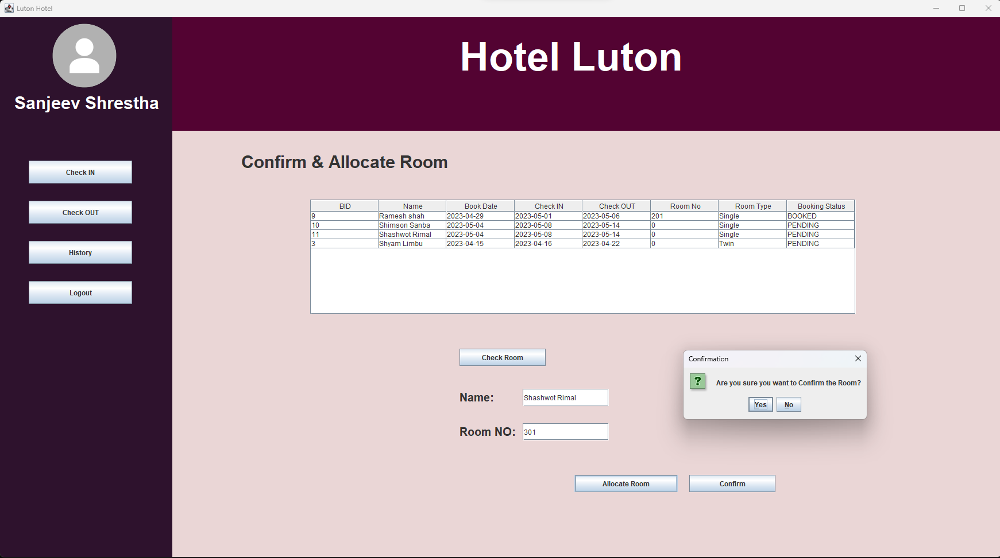 Luton Hotel
Hotel Luton
Sanjeev Shrestha
Check IN
Check OUT
History
Logout
Confirm & Allocate Room
BID Name Book Date Check IN Check OUT Room No Room Type Booking Status
9 Ramesh shah 2023-04-29 2023-05-01 2023-05-06 201 Single BOOKED
10 Shimson Sanba 2023-05-04 2023-05-08 2023-05-14 0 Single PENDING
11 Shashwot Rimal 2023-05-04 2023-05-08 2023-05-14 0 Single PENDING
3 Shyam Limbu 2023-04-15 2023-04-16 2023-04-22 0 Twin PENDING
Check Room
Name: Shashwot Rimal
Room NO: 301
Confirmation
? Are you sure you want to Confirm the Room?
Yes No
Allocate Room Confirm